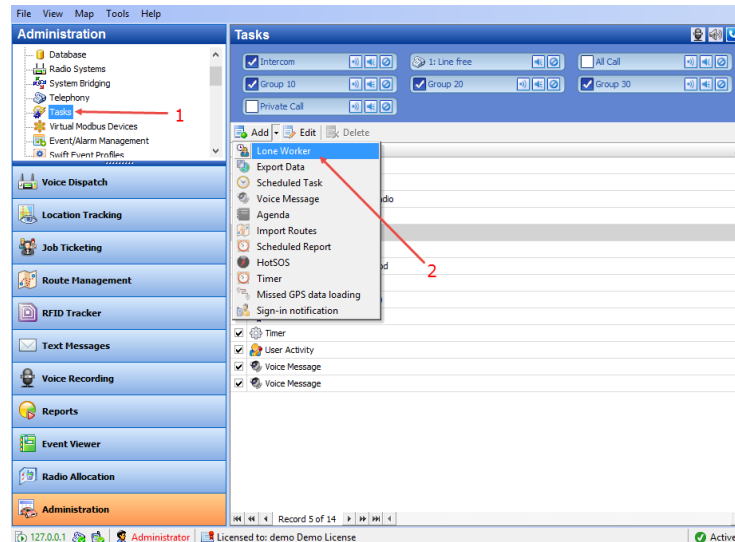 File View Map Tools Help
Administration
Database
Radio Systems
System Bridging
Telephony
Tasks
1
Virtual Modbus Devices
Event/Alarm Management
Swift Event Profiles
Voice Dispatch
Location Tracking
Job Ticketing
Route Management
RFID Tracker
Text Messages
Voice Recording
Reports
Event Viewer
Radio Allocation
Administration
Tasks
Intercom
1: Line free
All Call
Group 10
Group 20
Group 30
Private Call
Add Edit Delete
Lone Worker
Export Data
Scheduled Task
Voice Message
dio
Agenda
Import Routes
Scheduled Report
HotSOS
od
2
Timer
Missed GPS data loading
Sign-in notification
Timer
User Activity
Voice Message
Voice Message
Record 5 of 14
127.0.0.1 Administrator Licensed to: demo Demo License Active